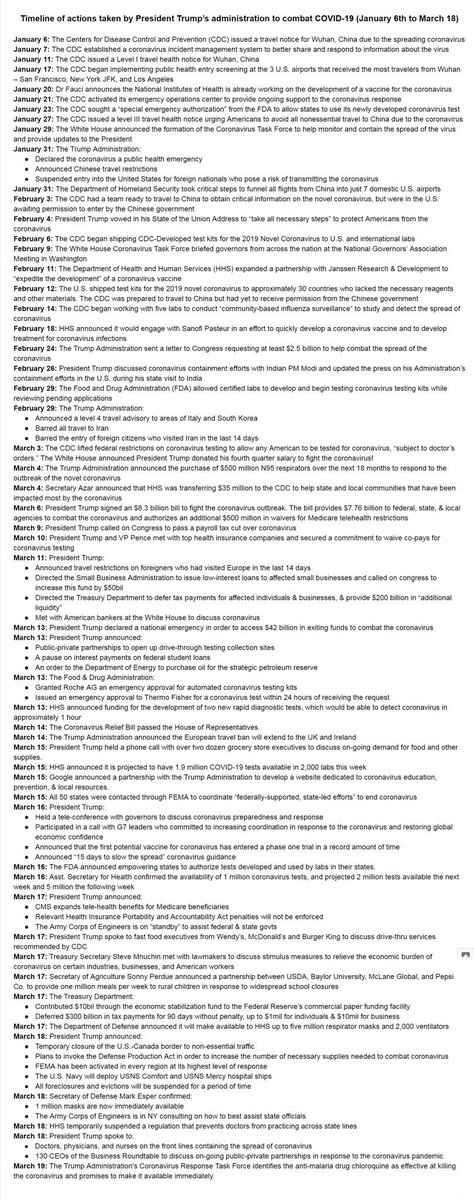 Timeline of actions taken by President Trump's administration to combat COVID-19 (January 6th to March 18)
January 6: The Centers for Disease Control and Prevention (CDC) issued a travel notice for Wuhan, China due to the spreading coronavirus
January 7: The CDC established a coronavirus incident management system to better share and respond to information about the virus
January 11: The CDC issued a Level I travel health notice for Wuhan, China
January 17: The CDC began implementing public health entry screening at the 3 U.S. airports that received the most travelers from Wuhan
– San Francisco, New York JFK, and Los Angeles
January 20: Dr Fauci announces the National Institutes of Health is already working on the development of a vaccine for the coronavirus
January 21: The CDC activated its emergency operations center to provide ongoing support to the coronavirus response
January 23: The CDC sought a "special emergency authorization" from the FDA to allow states to use its newly developed coronavirus test
January 27: The CDC issued a level III travel health notice urging Americans to avoid all nonessential travel to China due to the coronavirus
January 29: The White House announced the formation of the Coronavirus Task Force to help monitor and contain the spread of the virus
and provide updates to the President
January 31: The Trump Administration:
● Declared the coronavirus a public health emergency
● Announced Chinese travel restrictions
● Suspended entry into the United States for foreign nationals who pose a risk of transmitting the coronavirus
January 31: The Department of Homeland Security took critical steps to funnel all flights from China into just 7 domestic U.S. airports
February 3: The CDC had a team ready to travel to China to obtain critical information on the novel coronavirus, but were in the U.S.
awaiting permission to enter by the Chinese government
February 4: President Trump vowed in his State of the Union Address to "take all necessary steps" to protect Americans from the
coronavirus
February 6: The CDC began shipping CDC-Developed test kits for the 2019 Novel Coronavirus to U.S. and international labs
February 9: The White House Coronavirus Task Force briefed governors from across the nation at the National Governors' Association
Meeting in Washington
February 11: The Department of Health and Human Services (HHS) expanded a partnership with Janssen Research & Development to
"expedite the development" of a coronavirus vaccine
February 12: The U.S. shipped test kits for the 2019 novel coronavirus to approximately 30 countries who lacked the necessary reagents
and other materials. The CDC was prepared to travel to China but had yet to receive permission from the Chinese government
February 14: The CDC began working with five labs to conduct "community-based influenza surveillance" to study and detect the spread of
coronavirus
February 18: HHS announced it would engage with Sanofi Pasteur in an effort to quickly develop a coronavirus vaccine and to develop
treatment for coronavirus infections
February 24: The Trump Administration sent a letter to Congress requesting at least $2.5 billion to help combat the spread of the
coronavirus
February 26: President Trump discussed coronavirus containment efforts with Indian PM Modi and updated the press on his Administration's
containment efforts in the U.S. during his state visit to India
February 29: The Food and Drug Administration (FDA) allowed certified labs to develop and begin testing coronavirus testing kits while
reviewing pending applications
February 29: The Trump Administration:
● Announced a level 4 travel advisory to areas of Italy and South Korea
● Barred all travel to Iran
● Barred the entry of foreign citizens who visited Iran in the last 14 days
March 3: The CDC lifted federal restrictions on coronavirus testing to allow any American to be tested for coronavirus, "subject to doctor's
orders." The White House announced President Trump donated his fourth quarter salary to fight the coronavirus!
March 4: The Trump Administration announced the purchase of $500 million N95 respirators over the next 18 months to respond to the
outbreak of the novel coronavirus
March 4: Secretary Azar announced that HHS was transferring $35 million to the CDC to help state and local communities that have been
impacted most by the coronavirus
March 6: President Trump signed an $8.3 billion bill to fight the coronavirus outbreak. The bill provides $7.76 billion to federal, state, & local
agencies to combat the coronavirus and authorizes an additional $500 million in waivers for Medicare telehealth restrictions
March 9: President Trump called on Congress to pass a payroll tax cut over coronavirus
March 10: President Trump and VP Pence met with top health insurance companies and secured a commitment to waive co-pays for
coronavirus testing
March 11: President Trump:
● Announced travel restrictions on foreigners who had visited Europe in the last 14 days
● Directed the Small Business Administration to issue low-interest loans to affected small businesses and called on congress to
increase this fund by $50bil
● Directed the Treasury Department to defer tax payments for affected individuals & businesses, & provide $200 billion in "additional
liquidity"
● Met with American bankers at the White House to discuss coronavirus
March 13: President Trump declared a national emergency in order to access $42 billion in exiting funds to combat the coronavirus
March 13: President Trump announced:
● Public-private partnerships to open up drive-through testing collection sites
● A pause on interest payments on federal student loans
● An order to the Department of Energy to purchase oil for the strategic petroleum reserve
March 13: The Food & Drug Administration:
● Granted Roche AG an emergency approval for automated coronavirus testing kits
● Issued an emergency approval to Thermo Fisher for a coronavirus test within 24 hours of receiving the request
March 13: HHS announced funding for the development of two new rapid diagnostic tests, which would be able to detect coronavirus in
approximately 1 hour
March 14: The Coronavirus Relief Bill passed the House of Representatives.
March 14: The Trump Administration announced the European travel ban will extend to the UK and Ireland
March 15: President Trump held a phone call with over two dozen grocery store executives to discuss on-going demand for food and other
supplies.
March 15: HHS announced it is projected to have 1.9 million COVID-19 tests available in 2,000 labs this week
March 15: Google announced a partnership with the Trump Administration to develop a website dedicated to coronavirus education,
prevention, & local resources.
March 15: All 50 states were contacted through FEMA to coordinate "federally-supported, state-led efforts" to end coronavirus
March 16: President Trump:
● Held a tele-conference with governors to discuss coronavirus preparedness and response
● Participated in a call with G7 leaders who committed to increasing coordination in response to the coronavirus and restoring global
economic confidence
● Announced that the first potential vaccine for coronavirus has entered a phase one trial in a record amount of time
● Announced "15 days to slow the spread" coronavirus guidance
March 16: The FDA announced empowering states to authorize tests developed and used by labs in their states.
March 16: Asst. Secretary for Health confirmed the availability of 1 million coronavirus tests, and projected 2 million tests available the next
week and 5 million the following week
March 17: President Trump announced:
● CMS expands tele-health benefits for Medicare beneficiaries
● Relevant Health Insurance Portability and Accountability Act penalties will not be enforced
● The Army Corps of Engineers is on "standby" to assist federal & state govts
March 17: President Trump spoke to fast food executives from Wendy's, McDonald's and Burger King to discuss drive-thru services
recommended by CDC
March 17: Treasury Secretary Steve Mnuchin met with lawmakers to discuss stimulus measures to relieve the economic burden of
coronavirus on certain industries, businesses, and American workers
March 17: Secretary of Agriculture Sonny Perdue announced a partnership between USDA, Baylor University, McLane Global, and Pepsi
Co. to provide one million meals per week to rural children in response to widespread school closures
March 17: The Treasury Department:
● Contributed $10bil through the economic stabilization fund to the Federal Reserve's commercial paper funding facility
● Deferred $300 billion in tax payments for 90 days without penalty, up to $1mil for individuals & $10mil for business
March 17: The Department of Defense announced it will make available to HHS up to five million respirator masks and 2,000 ventilators
March 18: President Trump announced:
● Temporary closure of the U.S.-Canada border to non-essential traffic
● Plans to invoke the Defense Production Act in order to increase the number of necessary supplies needed to combat coronavirus
● FEMA has been activated in every region at its highest level of response
● The U.S. Navy will deploy USNS Comfort and USNS Mercy hospital ships
● All foreclosures and evictions will be suspended for a period of time
March 18: Secretary of Defense Mark Esper confirmed:
● 1 million masks are now immediately available
● The Army Corps of Engineers is in NY consulting on how to best assist state officials
March 18: HHS temporarily suspended a regulation that prevents doctors from practicing across state lines
March 18: President Trump spoke to:
● Doctors, physicians, and nurses on the front lines containing the spread of coronavirus
● 130 CEOs of the Business Roundtable to discuss on-going public-private partnerships in response to the coronavirus pandemic
March 19: The Trump Administration's Coronavirus Response Task Force identifies the anti-malaria drug chloroquine as effective at killing
the coronavirus and promises to make it available immediately.